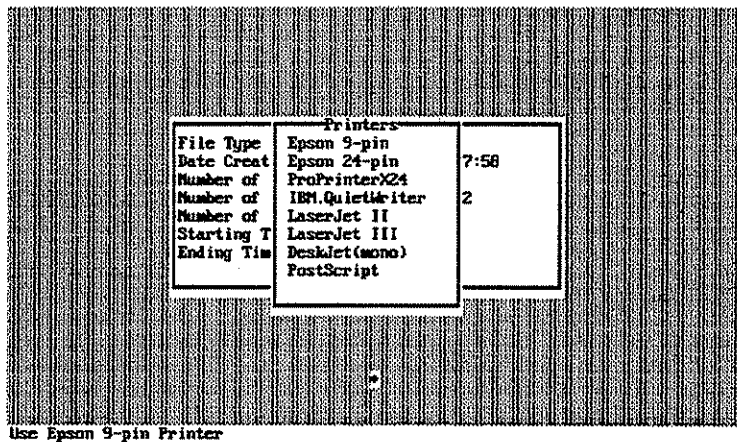 Printers
File Type Epson 9-pin
Date Creat Epson 24-pin 7:58
Number of ProPrinterX24
Number of IBM.QuietWriter 2
Number of LaserJet II
Starting T LaserJet III
Ending Tim DeskJet(mono)
PostScript
Use Epson 9-pin Printer